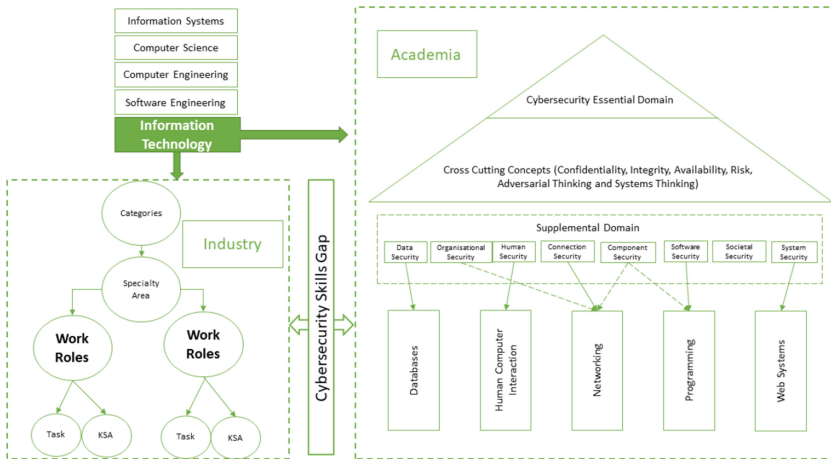 Information Systems
Computer Science
Computer Engineering
Software Engineering
Information
Technology
Categories
Industry
Specialty
Area
Work
Roles
Work
Roles
Task
KSA
Task
KSA
Cybersecurity Skills Gap
Academia
Cybersecurity Essential Domain
Cross Cutting Concepts (Confidentiality, Integrity, Availability, Risk,
Adversarial Thinking and Systems Thinking)
Supplemental Domain
Data
Security
Organisational
Security
Human
Security
Connection
Security
Component
Security
Software
Security
Societal
Security
System
Security
Databases
Human Computer
Interaction
Networking
Programming
Web Systems